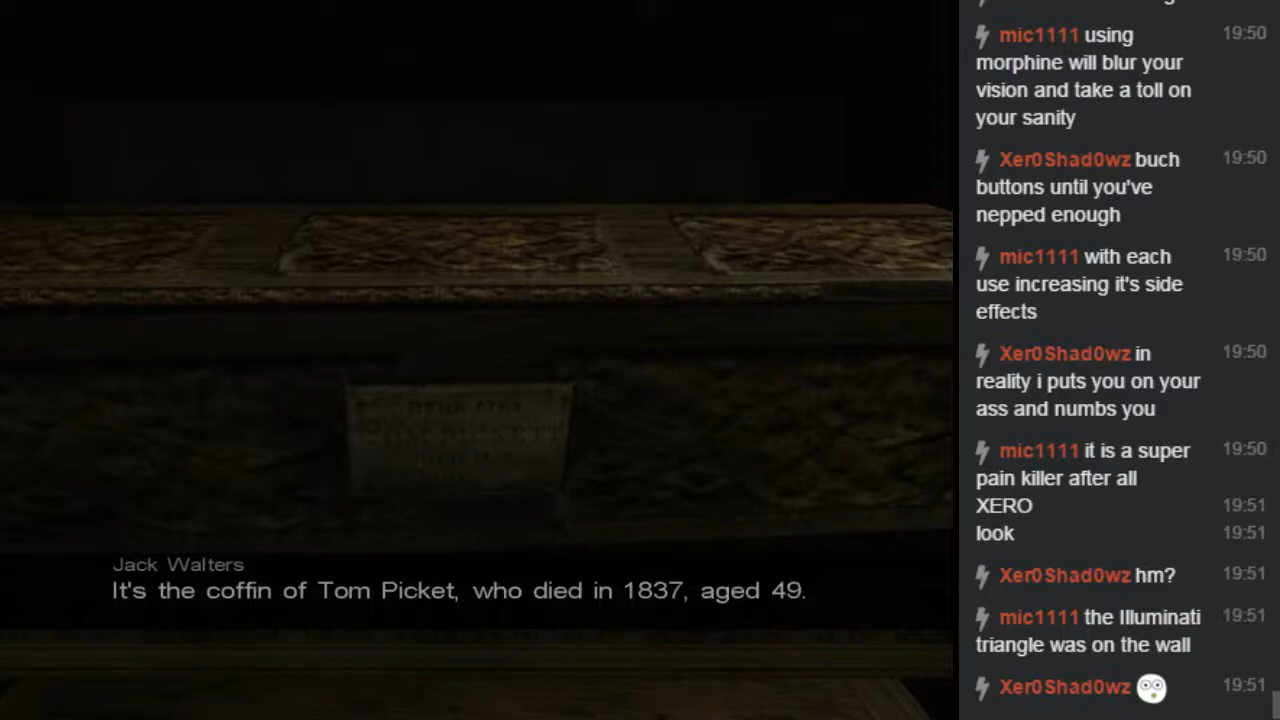 Jack Walters
It's the coffin of Tom Picket, who died in 1837, aged 49.
mic1111 using 19:50
morphine will blur your
vision and take a toll on
your sanity
Xer0Shad0wz buch 19:50
buttons until you've
nepped enough
mic1111 with each 19:50
use increasing it's side
effects
Xer0Shad0wz in 19:50
reality i puts you on your
ass and numbs you
mic1111 it is a super 19:50
pain killer after all
XERO 19:51
look 19:51
Xer0Shad0wz hm? 19:51
mic1111 the Illuminati 19:51
triangle was on the wall
Xer0Shad0wz 19:51